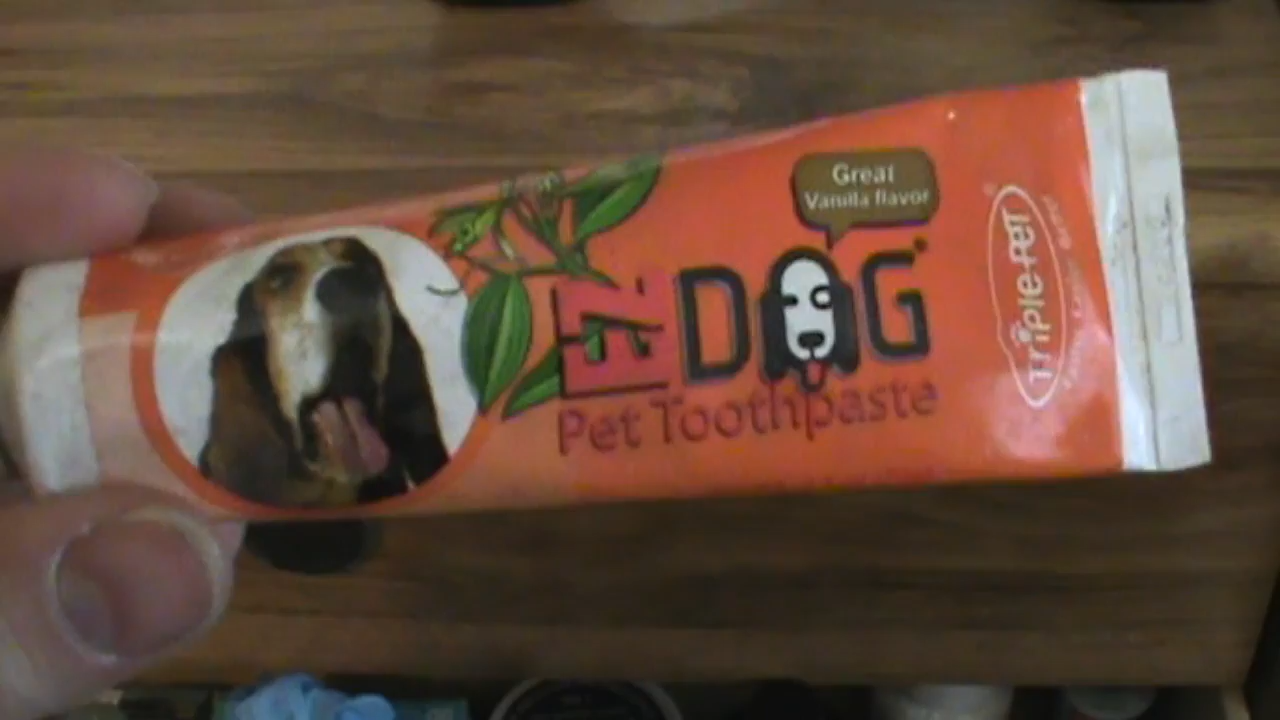 Great
Vanilla flavor
EZ DOG
Pet Toothpaste
TriPLE PET